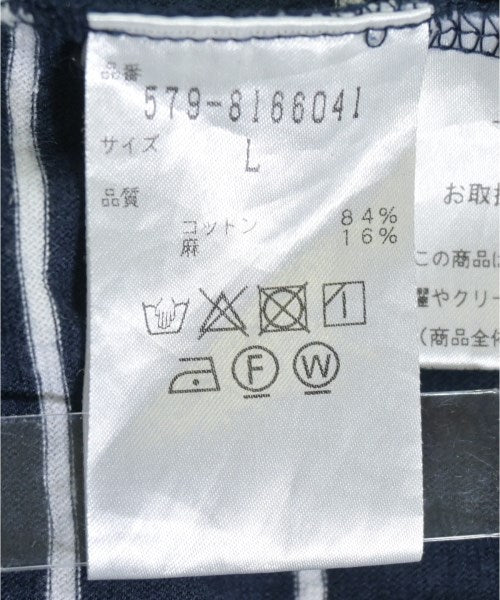 品番
579-8166041
サイズ
L
品質
コットン 84%
麻 16%
F
W
お取扱
この商品は
やクリー
(商品全体